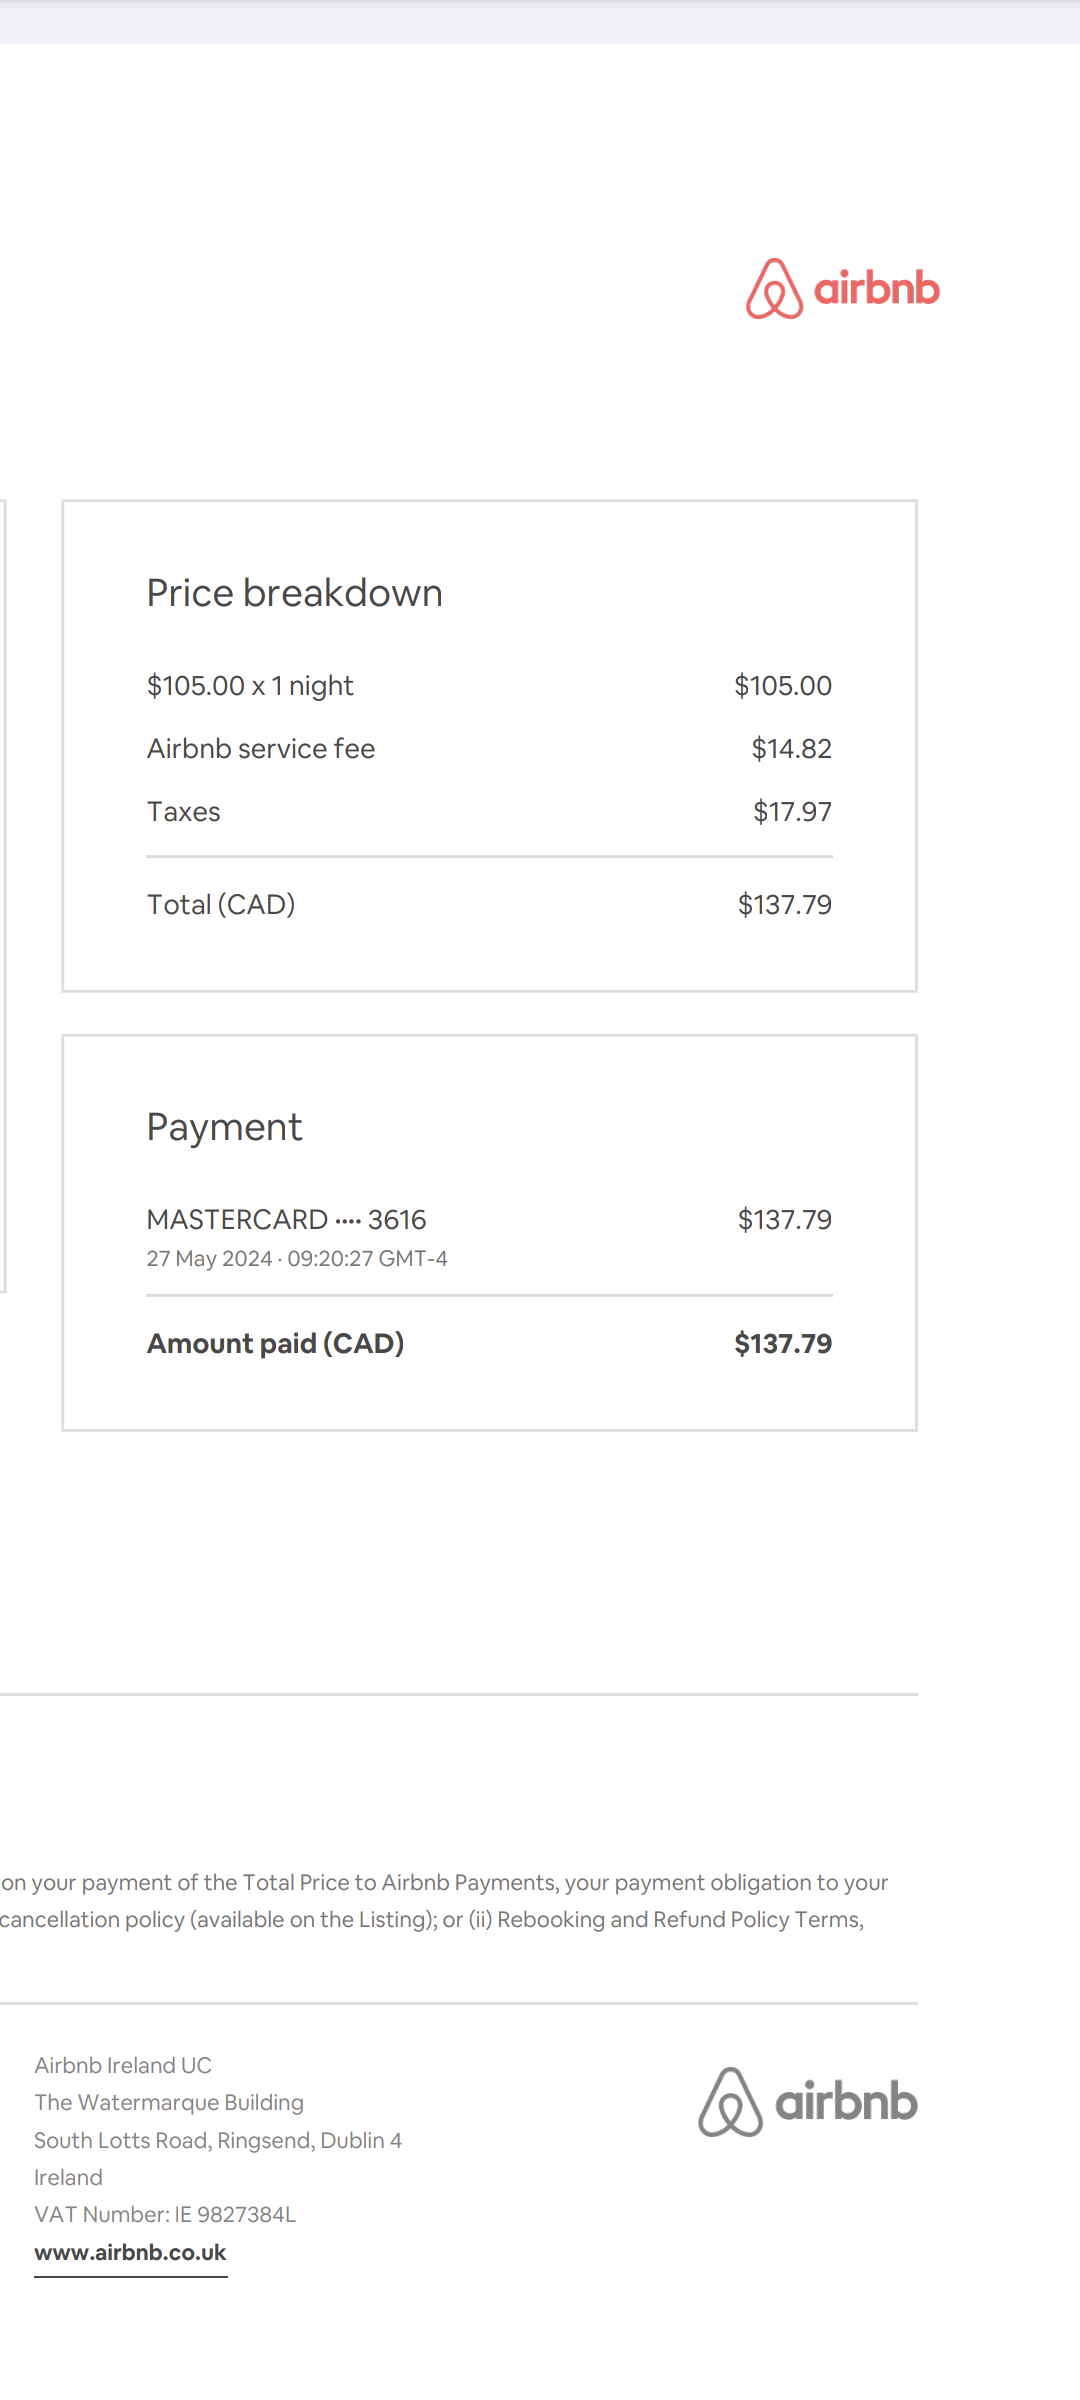 airbnb
Price breakdown
$105.00 x 1 night $105.00
Airbnb service fee $14.82
Taxes $17.97
Total (CAD) $137.79
Payment
MASTERCARD •••• 3616 $137.79
27 May 2024 · 09:20:27 GMT-4
Amount paid (CAD) $137.79
on your payment of the Total Price to Airbnb Payments, your payment obligation to your
cancellation policy (available on the Listing); or (ii) Rebooking and Refund Policy Terms,
Airbnb Ireland UC
The Watermarque Building
South Lotts Road, Ringsend, Dublin 4
Ireland
VAT Number: IE 9827384L
www.airbnb.co.uk
airbnb